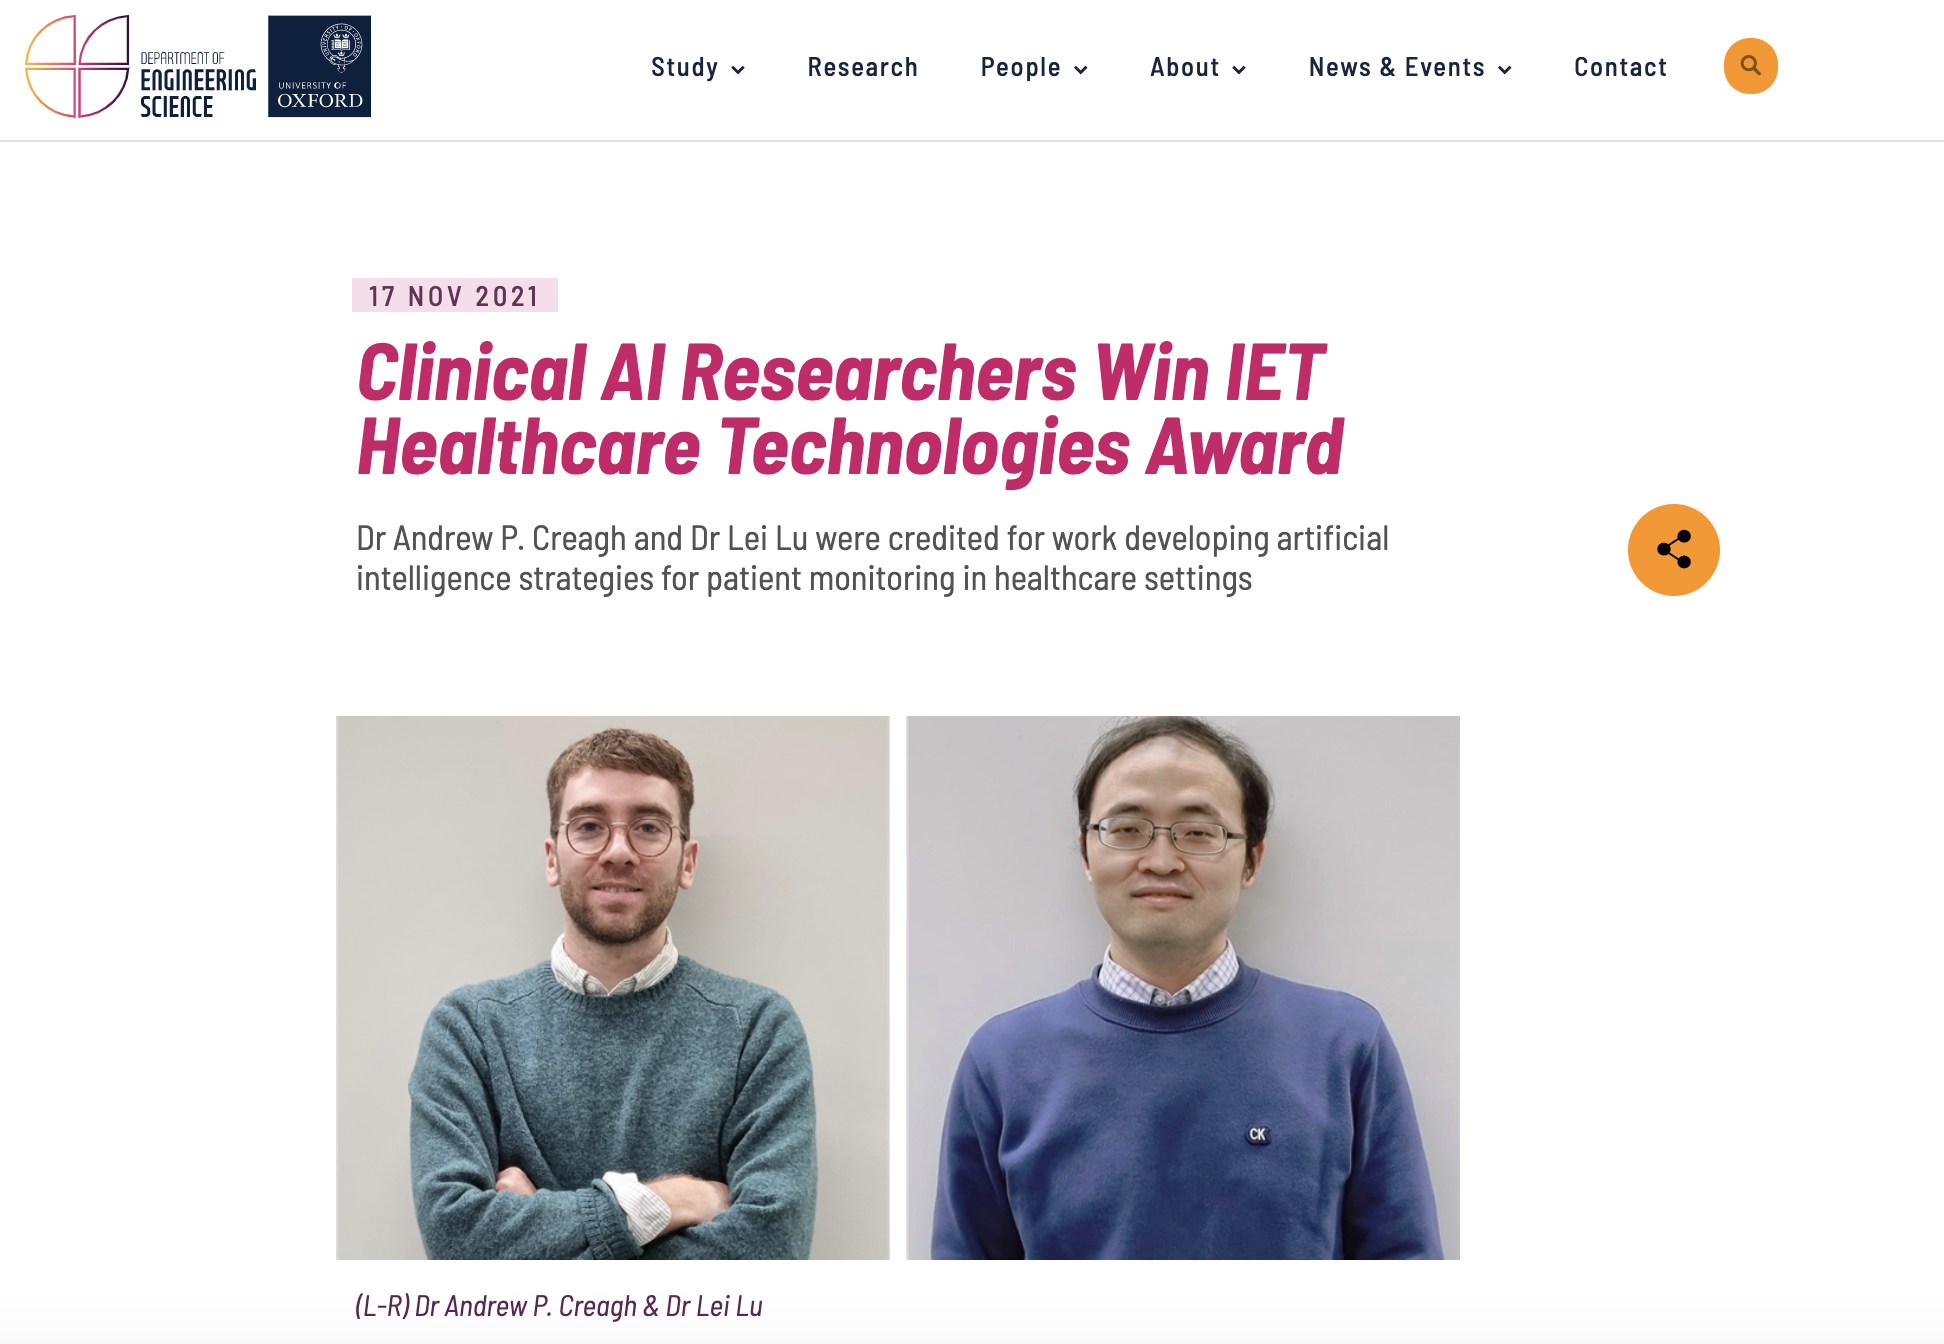 DEPARTMENT OF
ENGINEERING
SCIENCE
UNIVERSITY OF
OXFORD
Study
Research
People
About
News & Events
Contact
17 NOV 2021
Clinical AI Researchers Win IET
Healthcare Technologies Award
Dr Andrew P. Creagh and Dr Lei Lu were credited for work developing artificial
intelligence strategies for patient monitoring in healthcare settings
CK
(L-R) Dr Andrew P. Creagh & Dr Lei Lu